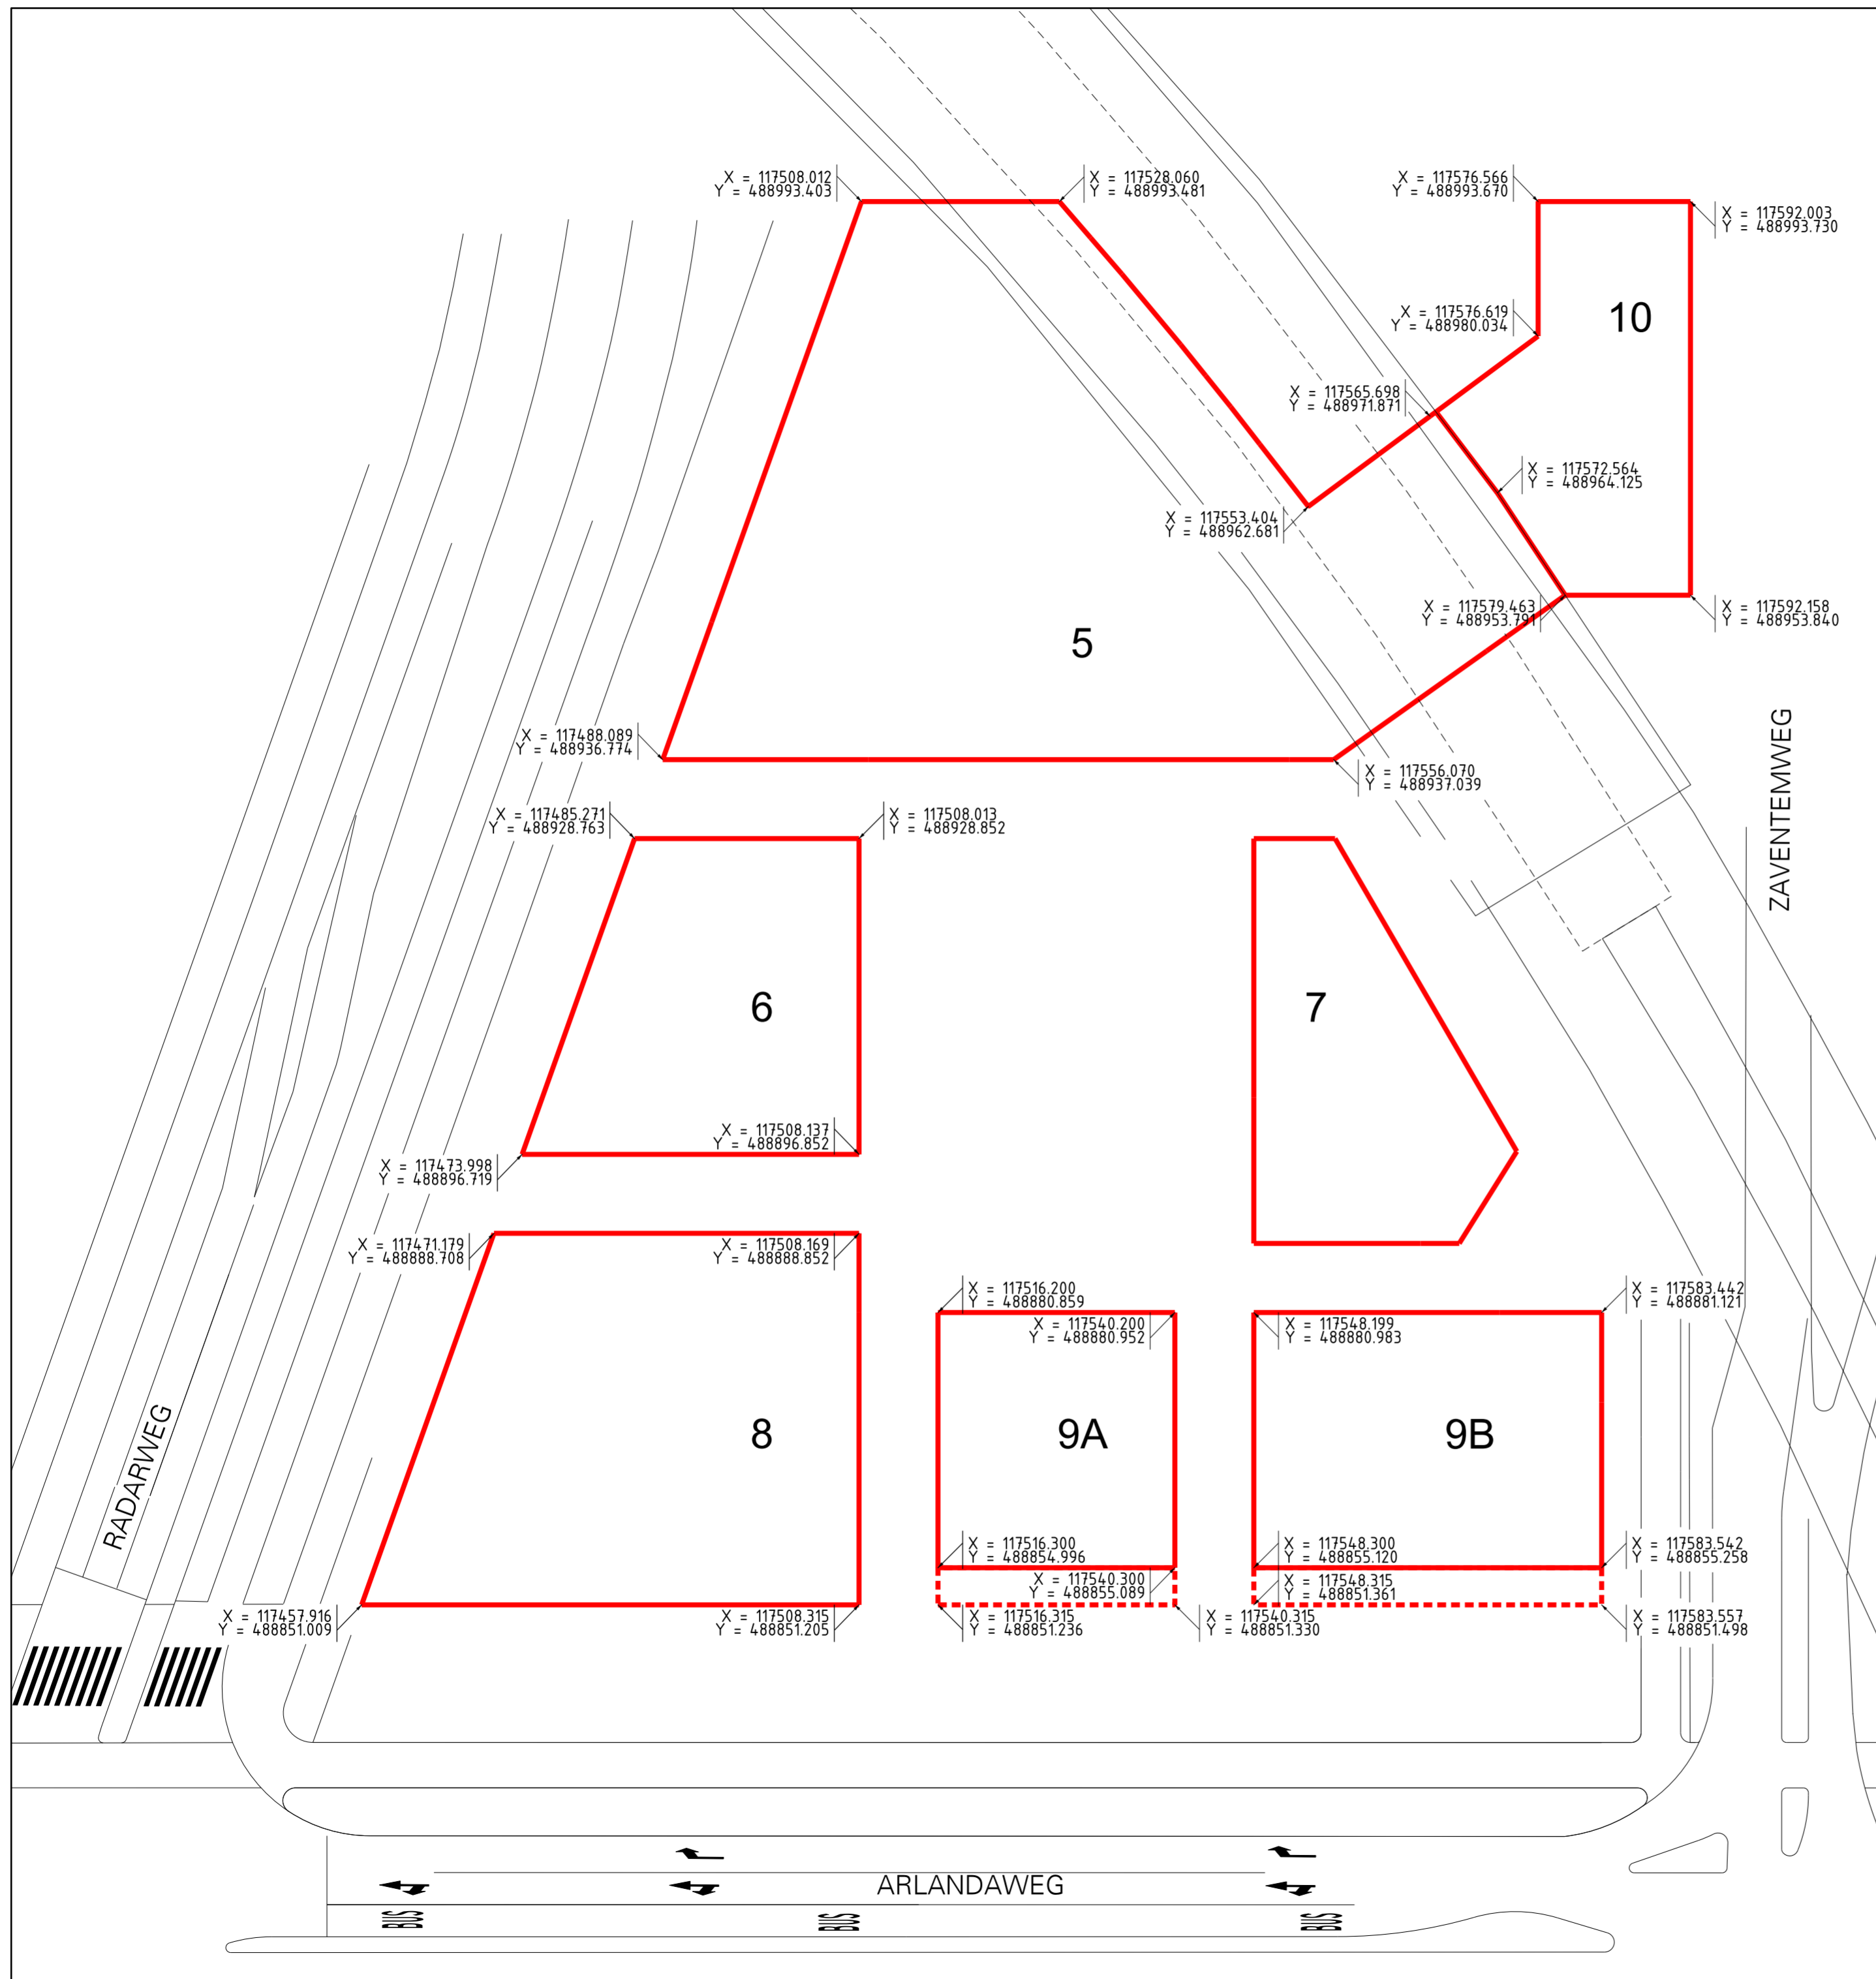 X = 117508.012
Y = 488993.403
X = 117528.060
Y = 488993.481
X = 117576.566
Y = 488993.670
X = 117592.003
Y = 488993.730
10
X = 117576.619
Y = 488980.034
X = 117565.698
Y = 488971.871
X = 117572.564
Y = 488964.125
X = 117553.404
Y = 488962.681
X = 117579.463
Y = 488953.791
X = 117592.158
Y = 488953.840
5
X = 117488.089
Y = 488936.774
X = 117556.070
Y = 488937.039
ZAVENTEMWEG
X = 117485.271
Y = 488928.763
X = 117508.013
Y = 488928.852
6
7
X = 117508.137
Y = 488896.852
X = 117473.998
Y = 488896.719
X = 117471.179
Y = 488888.708
X = 117508.169
Y = 488888.852
X = 117516.200
Y = 488880.859
X = 117540.200
Y = 488880.952
X = 117548.199
Y = 488880.983
X = 117583.442
Y = 488881.121
RADARWEG
8
9A
9B
X = 117516.300
Y = 488854.996
X = 117540.300
Y = 488855.089
X = 117548.300
Y = 488855.120
X = 117548.315
Y = 488851.361
X = 117583.542
Y = 488855.258
X = 117457.916
Y = 488851.009
X = 117508.315
Y = 488851.205
X = 117516.315
Y = 488851.236
X = 117540.315
Y = 488851.330
X = 117583.557
Y = 488851.498
ARLANDAWEG
BUS
BUS
BUS